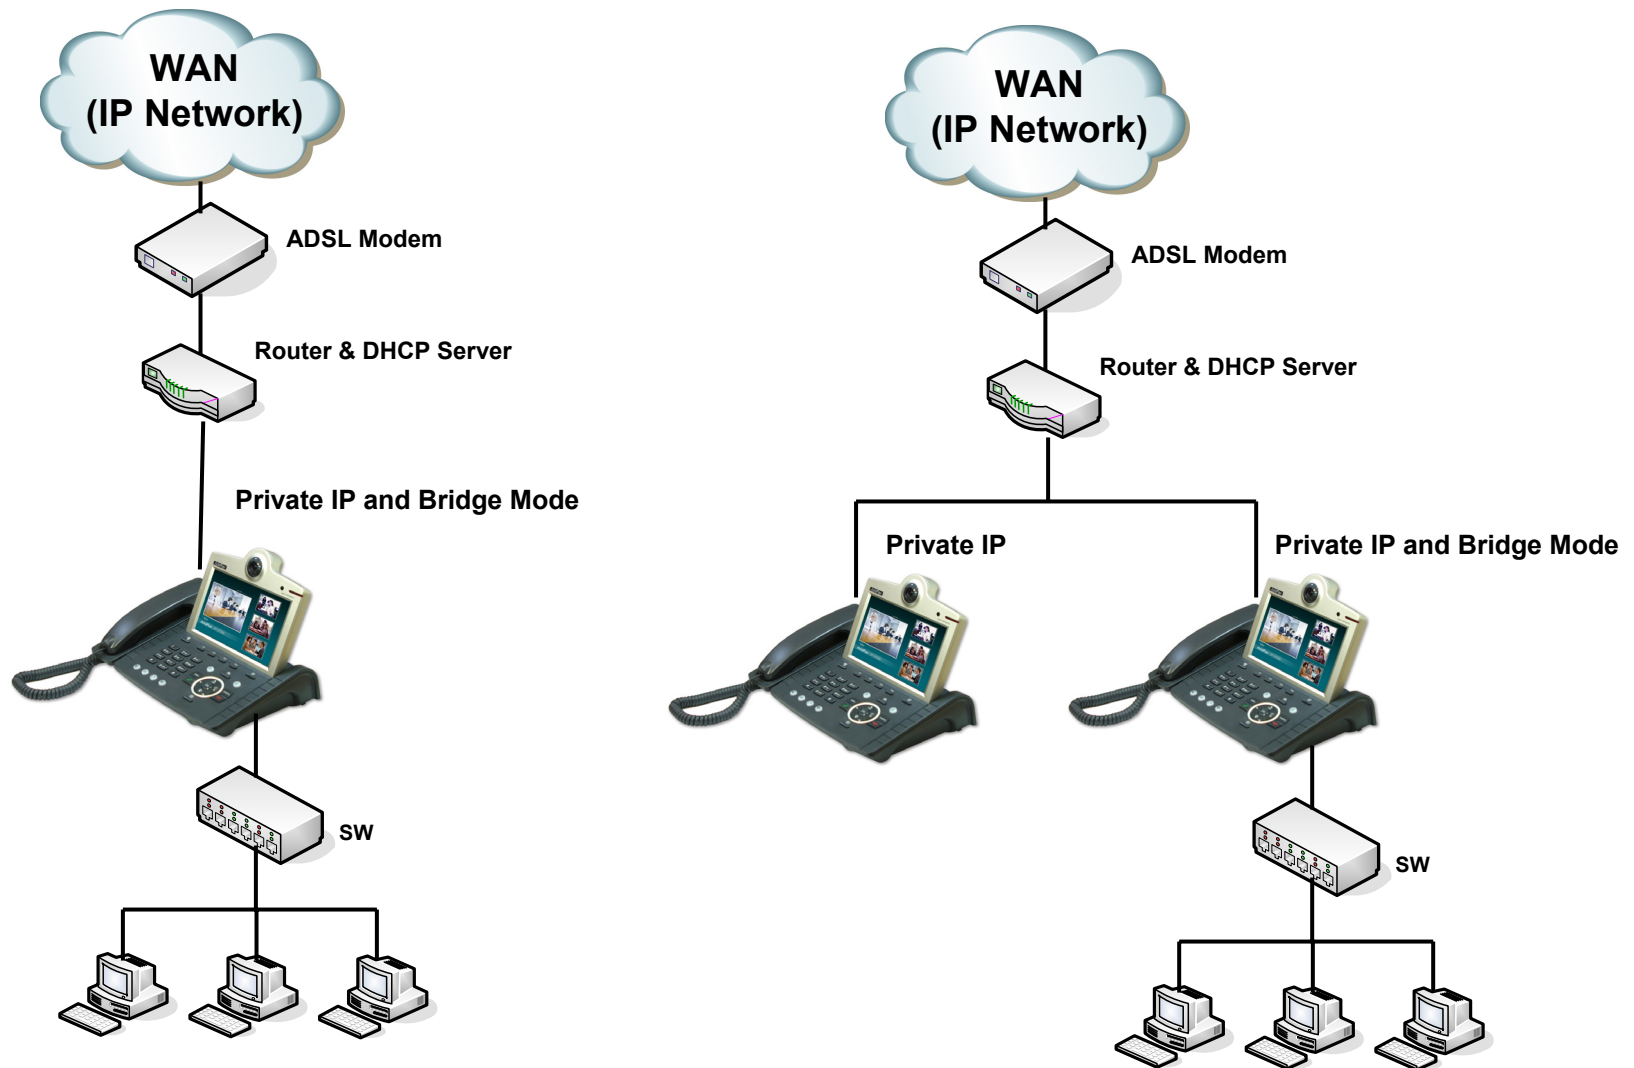 WAN
(IP Network)
ADSL Modem
Router & DHCP Server
Private IP and Bridge Mode
SW
WAN
(IP Network)
ADSL Modem
Router & DHCP Server
Private IP
Private IP and Bridge Mode
SW